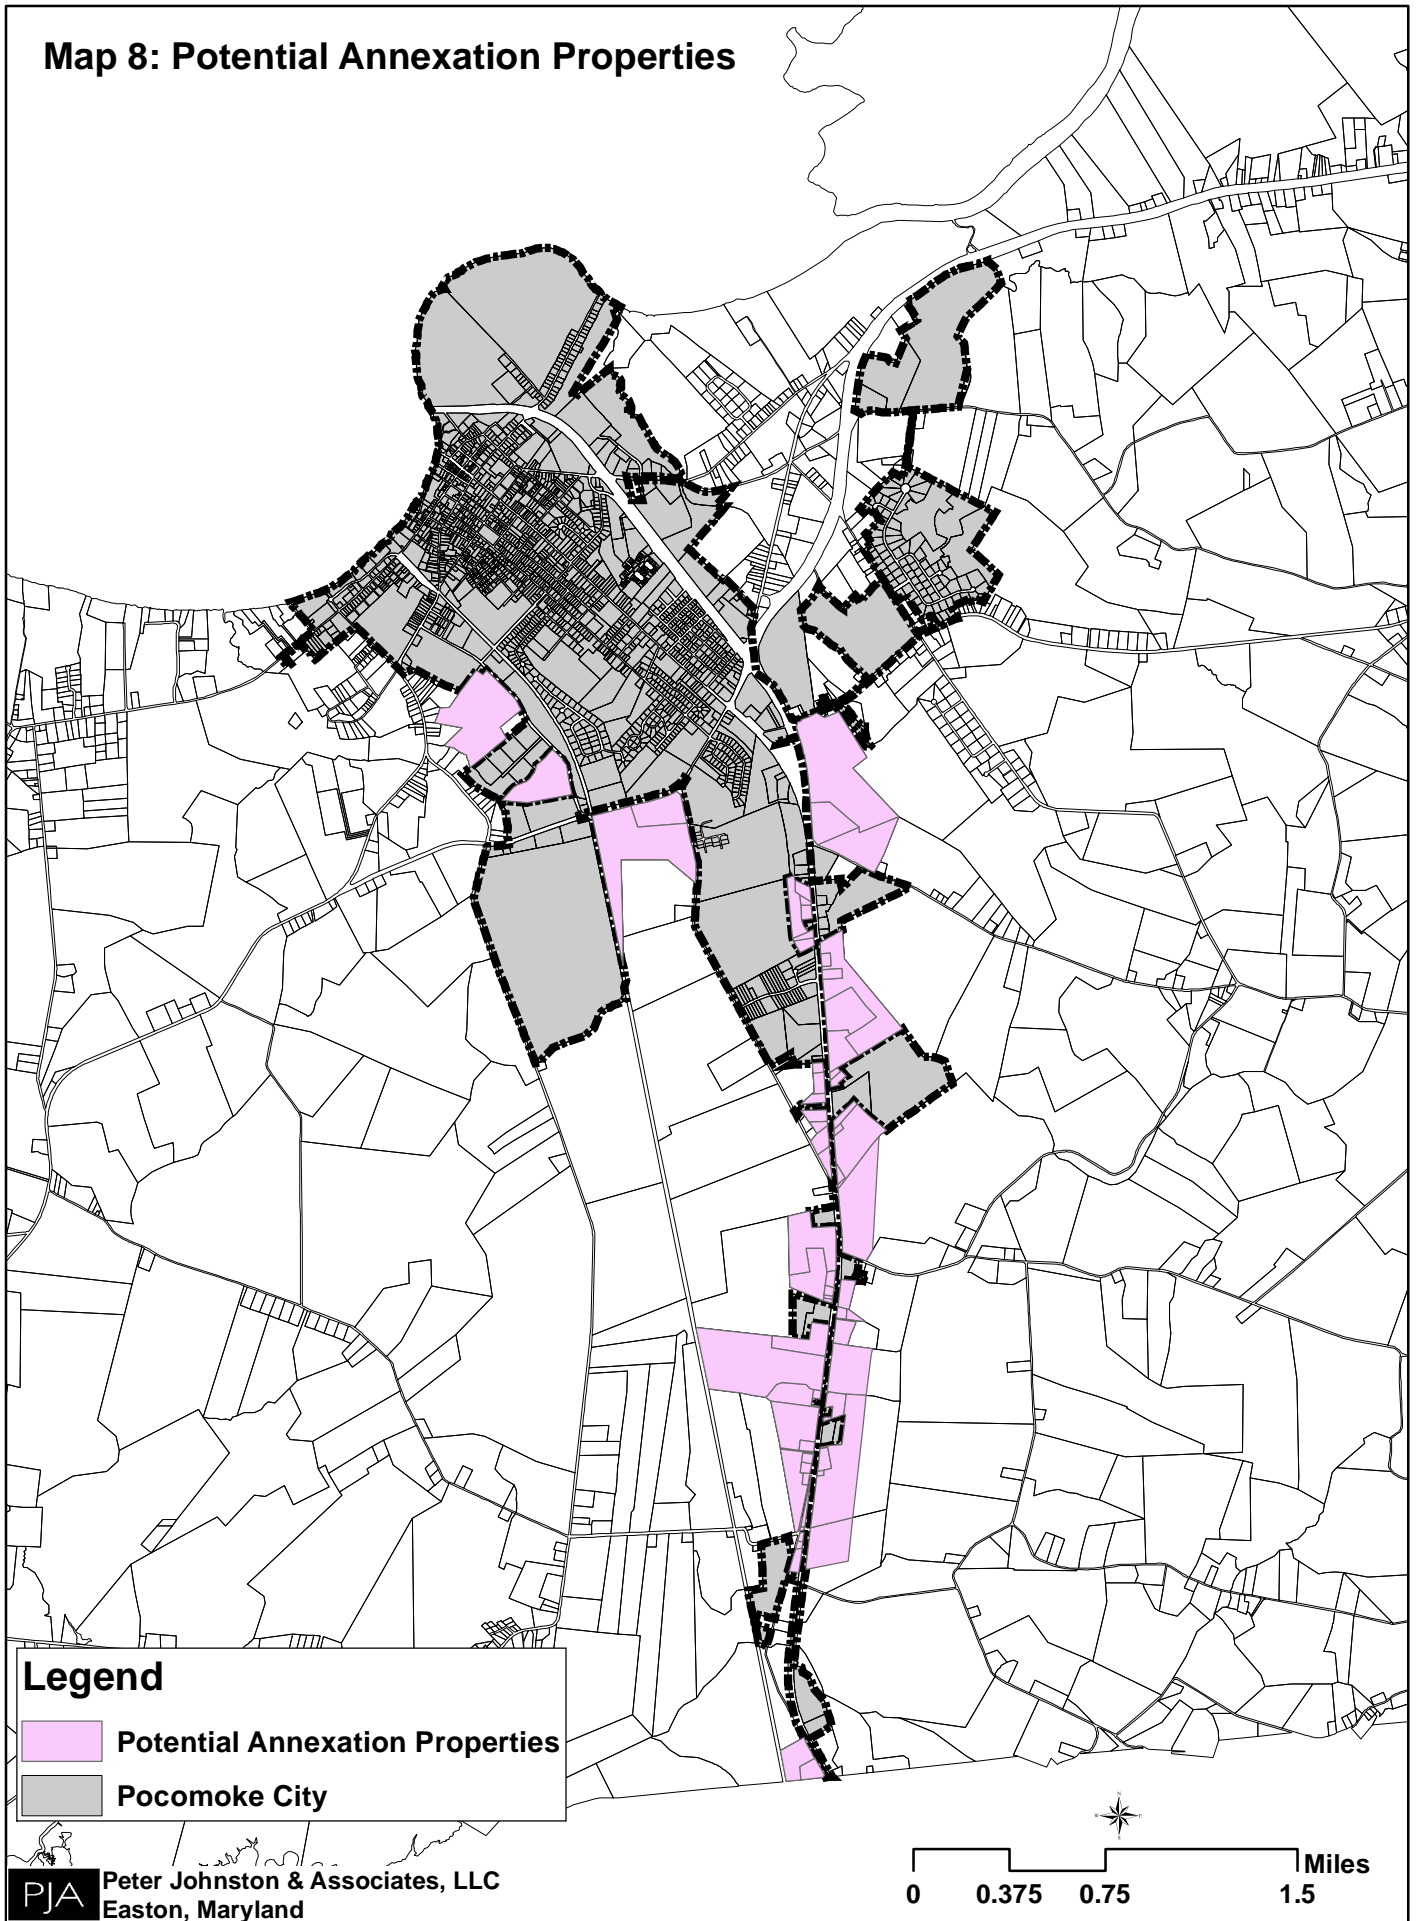 Map 8: Potential Annexation Properties
Legend
Potential Annexation Properties
Pocomoke City
N
W E
S
Miles
0 0.375 0.75 1.5
PJA
Peter Johnston & Associates, LLC
Easton, Maryland